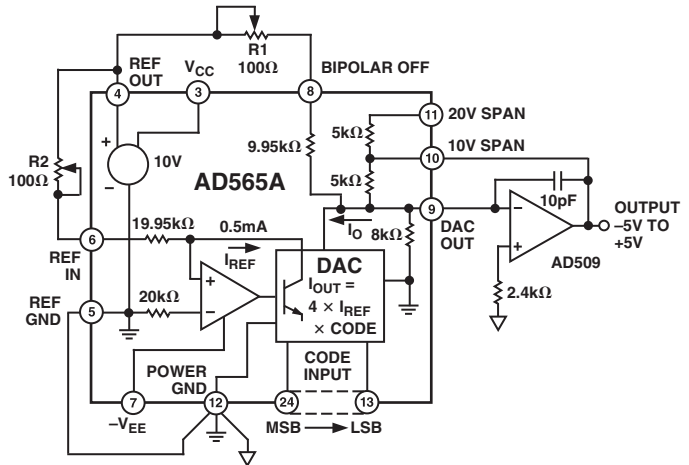 R1
100Ω
REF
OUT
VCC
BIPOLAR OFF
4
3
8
11
20V SPAN
R2
100Ω
+
10V
–
9.95kΩ
5kΩ
10V SPAN
10
AD565A
5kΩ
10pF
19.95kΩ
0.5mA
9
–
OUTPUT
–5V TO
+5V
6
IREF
IO
8kΩ
DAC
OUT
+
AD509
REF
IN
DAC
REF
GND
20kΩ
+
–
IOUT =
4 × IREF
× CODE
2.4kΩ
5
POWER
GND
CODE
INPUT
7
12
24
13
–VEE
MSB
LSB